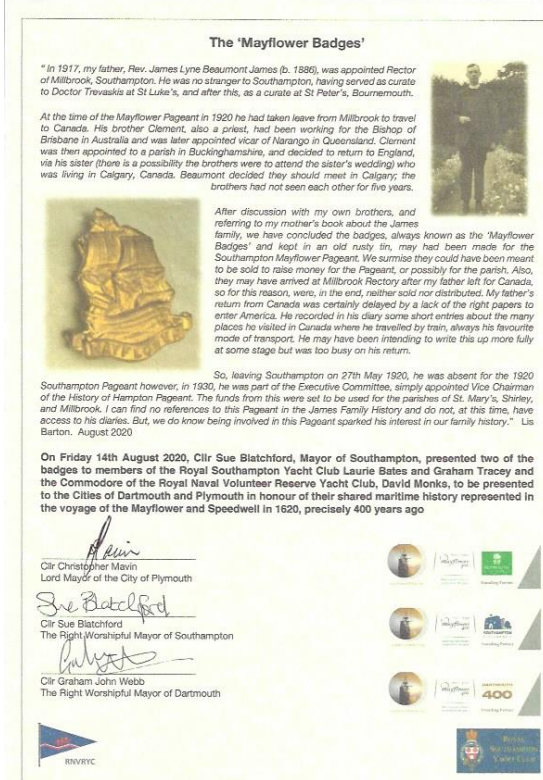 The 'Mayflower Badges'
" In 1917, my father, Rev. James Lyne Beaumont James (b. 1886), was appointed Rector
of Millbrook, Southampton. He was no stranger to Southampton, having served as curate
to Doctor Trevaskis at St Luke's, and after this, as a curate at St Peter's, Bournemouth.
At the time of the Mayflower Pageant in 1920 he had taken leave from Millbrook to travel
to Canada. His brother Clement, also a priest, had been working for the Bishop of
Brisbane in Australia and was later appointed vicar of Narango in Queensland. Clement
was then appointed to a parish in Buckinghamshire, and decided to return to England,
via his sister (there is a possibility the brothers were to attend the sister's wedding) who
was living in Calgary, Canada. Beaumont decided they should meet in Calgary; the
brothers had not seen each other for five years.
After discussion with my own brothers, and
referring to my mother's book about the James
family, we have concluded the badges, always known as the 'Mayflower
Badges' and kept in an old rusty tin, may had been made for the
Southampton Mayflower Pageant. We surmise they could have been meant
to be sold to raise money for the Pageant, or possibly for the parish. Also,
they may have arrived at Millbrook Rectory after my father left for Canada,
so for this reason, were, in the end, neither sold nor distributed. My father's
return from Canada was certainly delayed by a lack of the right papers to
enter America. He recorded in his diary some short entries about the many
places he visited in Canada where he travelled by train, always his favourite
mode of transport. He may have been intending to write this up more fully
at some stage but was too busy on his return.
MAYFLOWER
So, leaving Southampton on 27th May 1920, he was absent for the 1920
Southampton Pageant however, in 1930, he was part of the Executive Committee, simply appointed Vice Chairman
of the History of Hampton Pageant. The funds from this were set to be used for the parishes of St. Mary's, Shirley,
and Millbrook. I can find no references to this Pageant in the James Family History and do not, at this time, have
access to his diaries. But, we do know being involved in this Pageant sparked his interest in our family history." Lis
Barton. August 2020
On Friday 14th August 2020, Cllr Sue Blatchford, Mayor of Southampton, presented two of the
badges to members of the Royal Southampton Yacht Club Laurie Bates and Graham Tracey and
the Commodore of the Royal Naval Volunteer Reserve Yacht Club, David Monks, to be presented
to the Cities of Dartmouth and Plymouth in honour of their shared maritime history represented in
the voyage of the Mayflower and Speedwell in 1620, precisely 400 years ago
Cllr Christopher Mavin
Lord Mayor of the City of Plymouth
Sue Blatchford
Cllr Sue Blatchford
The Right Worshipful Mayor of Southampton
Cllr Graham John Webb
The Right Worshipful Mayor of Dartmouth
Mayflower
Mayflower
SOUTHAMPTON
Mayflower
400
RNVRYC
ROYAL
SOUTHAMPTON
YACHT CLUB